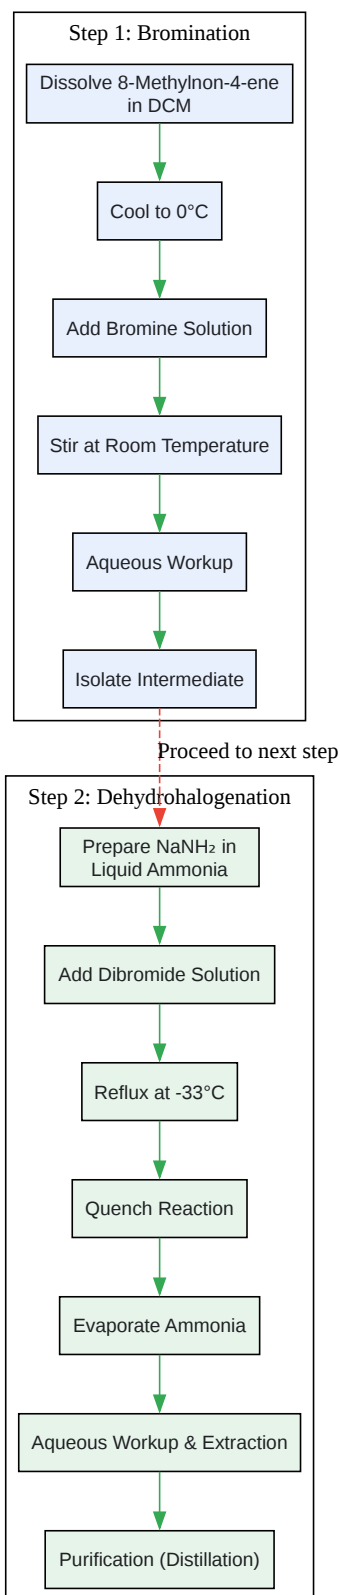 Step 1: Bromination
Dissolve 8-Methylnon-4-ene
in DCM
Cool to 0°C
Add Bromine Solution
Stir at Room Temperature
Aqueous Workup
Isolate Intermediate
Proceed to next step
Step 2: Dehydrohalogenation
Prepare NaNH₂ in
Liquid Ammonia
Add Dibromide Solution
Reflux at -33°C
Quench Reaction
Evaporate Ammonia
Aqueous Workup & Extraction
Purification (Distillation)